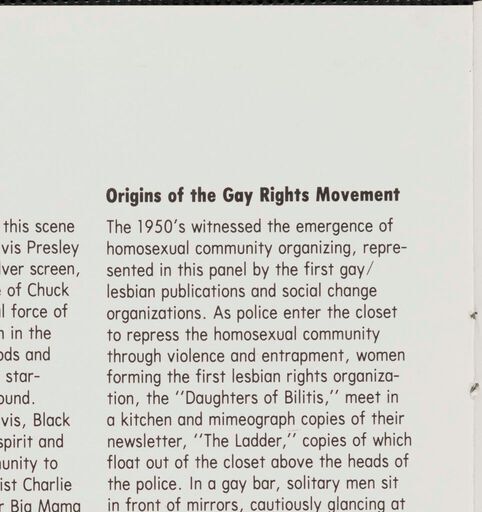 this scene
vis Presley
lver screen,
of Chuck
l force of
in the
ods and
star-
ound.
vis, Black
spirit and
unity to
ist Charlie
r Big Mama
Origins of the Gay Rights Movement
The 1950's witnessed the emergence of
homosexual community organizing, repre-
sented in this panel by the first gay/
lesbian publications and social change
organizations. As police enter the closet
to repress the homosexual community
through violence and entrapment, women
forming the first lesbian rights organiza-
tion, the "Daughters of Bilitis," meet in
a kitchen and mimeograph copies of their
newsletter, "The Ladder," copies of which
float out of the closet above the heads of
the police. In a gay bar, solitary men sit
in front of mirrors, cautiously glancing at